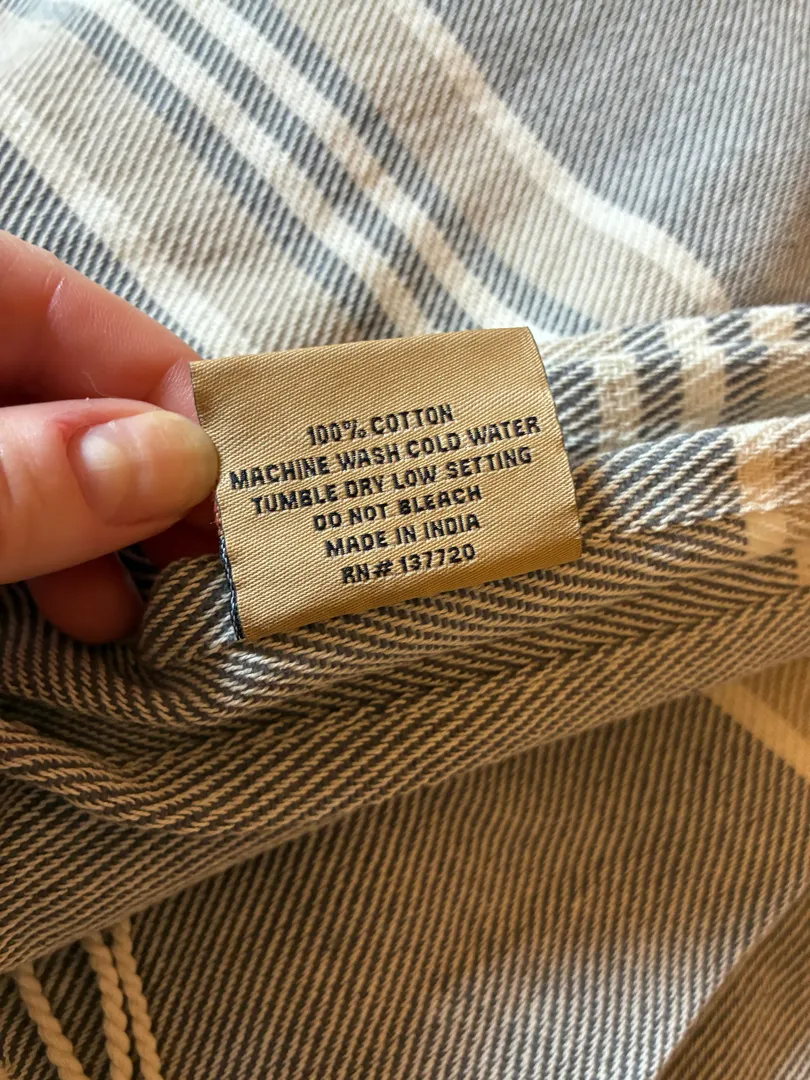 100% COTTON
MACHINE WASH COLD WATER
TUMBLE DRY LOW SETTING
DO NOT BLEACH
MADE IN INDIA
RN# 137720